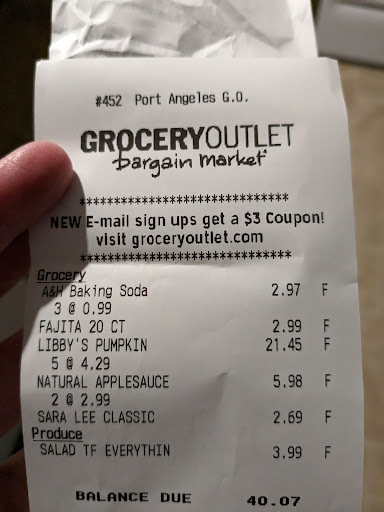 #452 Port Angeles G.O.
GROCERYOUTLET
bargain market
*****************************
NEW E-mail sign ups get a $3 Coupon!
visit groceryoutlet.com
*****************************
Grocery
A&H Baking Soda 2.97 F
3 @ 0.99
FAJITA 20 CT 2.99 F
LIBBY'S PUMPKIN 21.45 F
5 @ 4.29
NATURAL APPLESAUCE 5.98 F
2 @ 2.99
SARA LEE CLASSIC 2.69 F
Produce
SALAD TF EVERYTHIN 3.99 F
BALANCE DUE 40.07